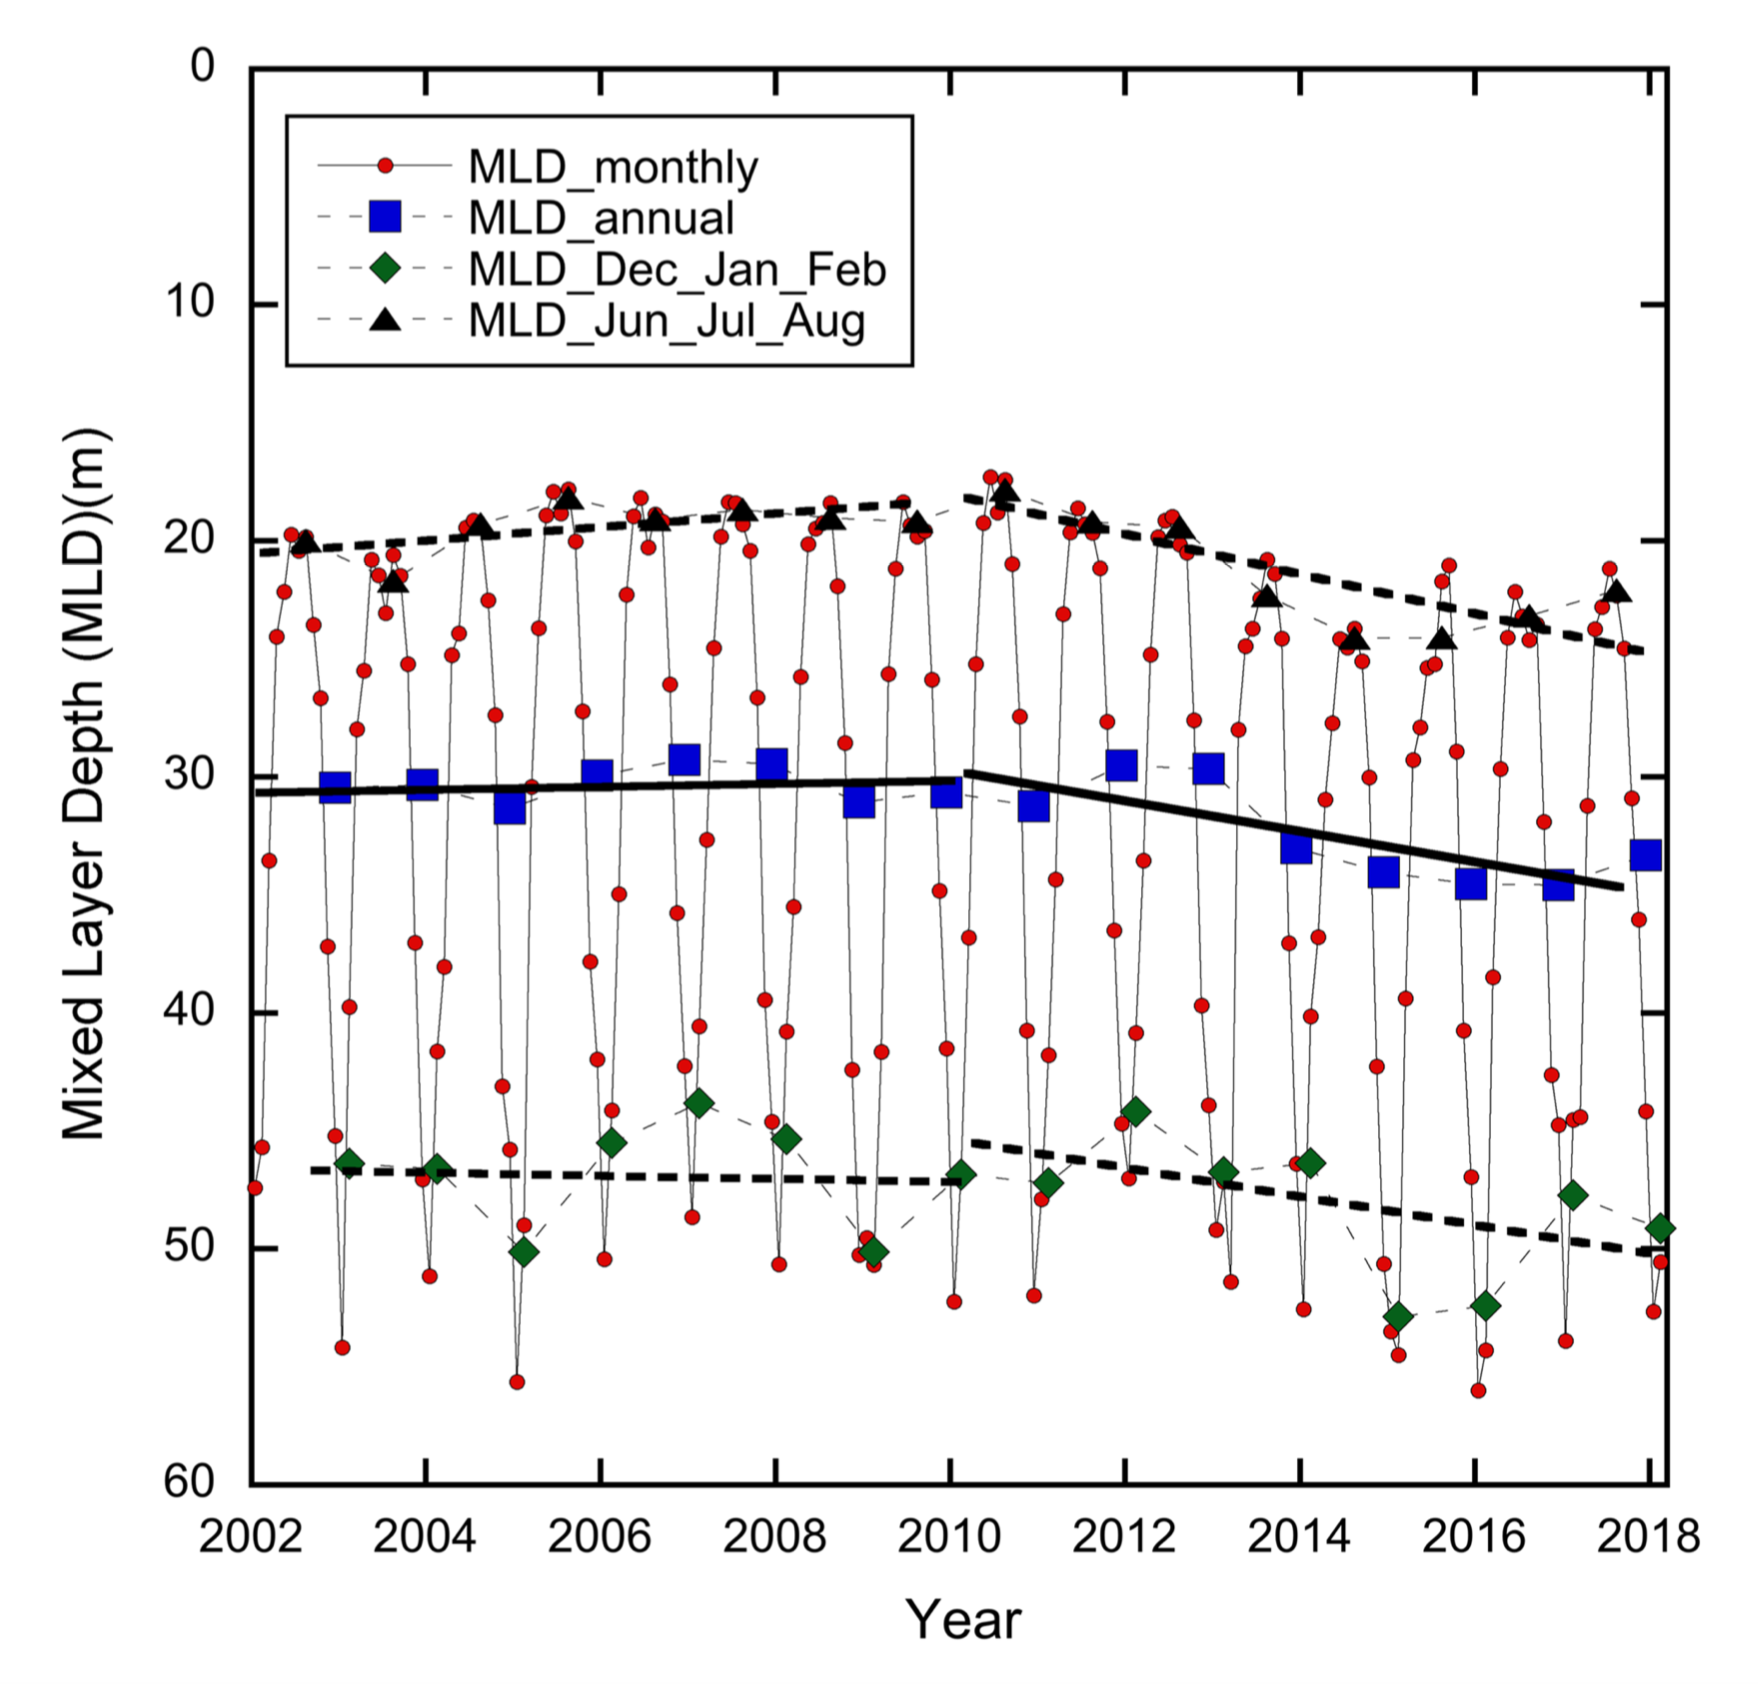 0
10
20
30
40
50
60
Mixed Layer Depth (MLD)(m)
MLD_monthly
MLD_annual
MLD_Dec_Jan_Feb
MLD_Jun_Jul_Aug
2002 2004 2006 2008 2010 2012 2014 2016 2018
Year